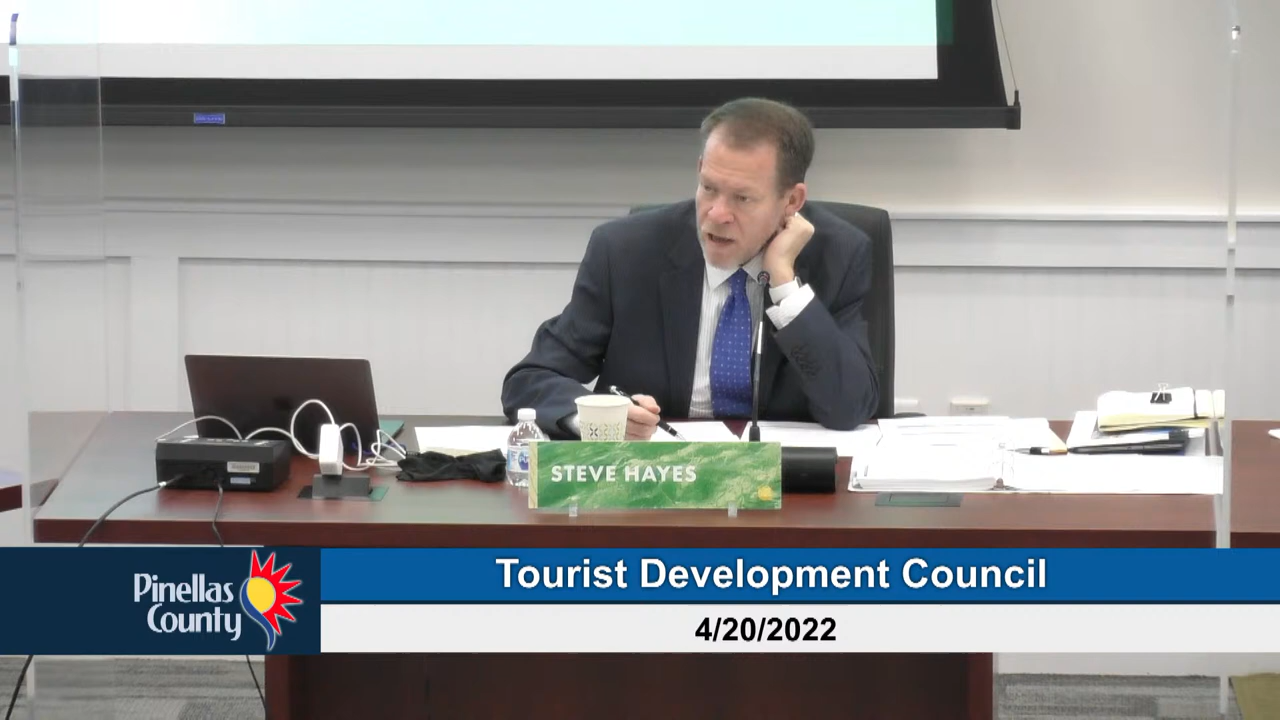 STEVE HAYES
Pinellas
County
Tourist Development Council
4/20/2022